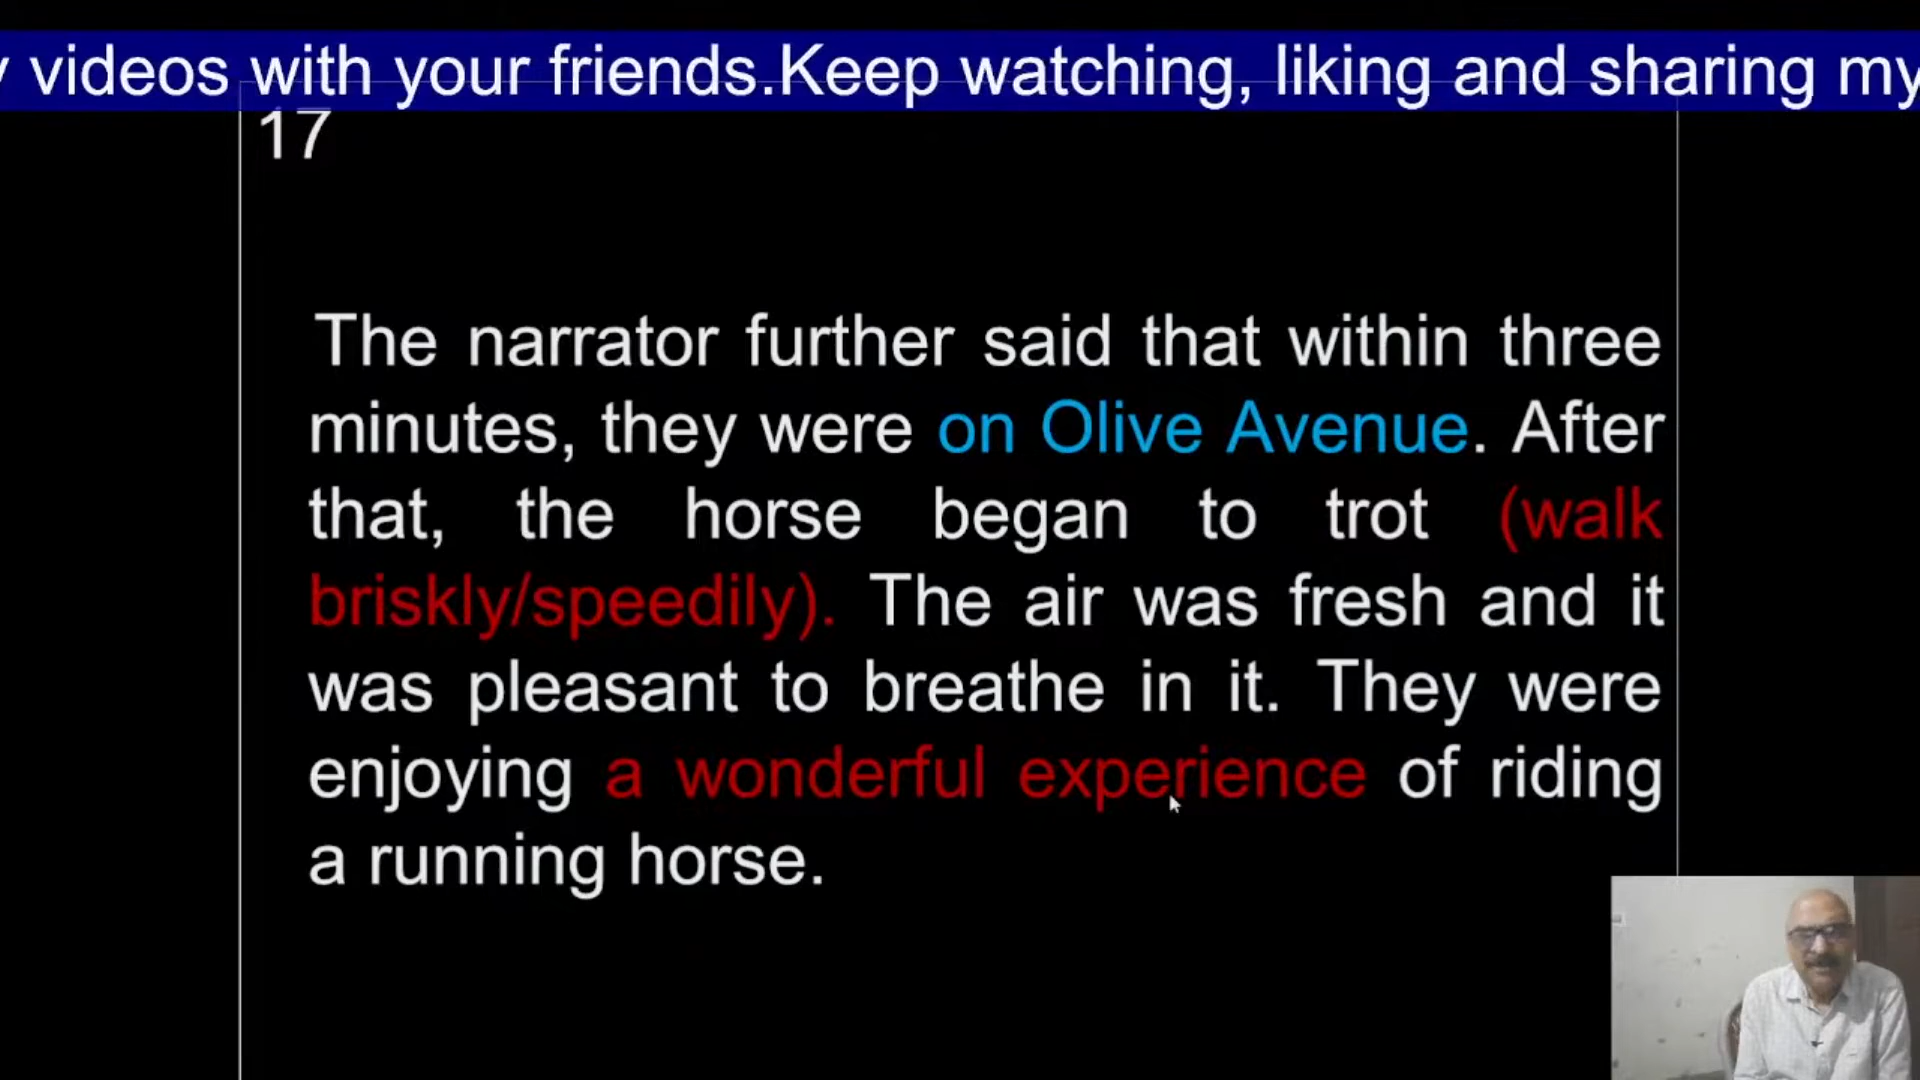 videos with your friends.Keep watching, liking and sharing my
17
The narrator further said that within three
minutes, they were on Olive Avenue. After
that, the horse began to trot (walk
briskly/speedily). The air was fresh and it
was pleasant to breathe in it. They were
enjoying a wonderful experience of riding
a running horse.